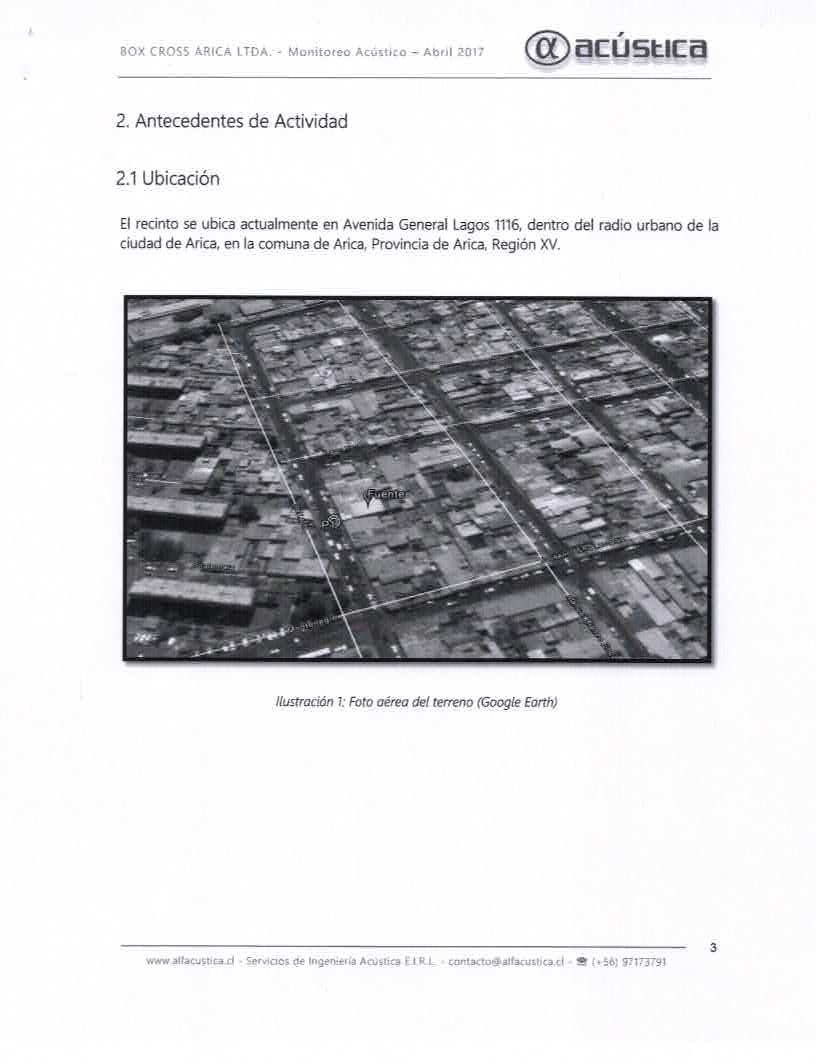 BOX CROSS ARICA LTDA. - Monitoreo Acústico – Abril 2017
α acústica
2. Antecedentes de Actividad
2.1 Ubicación
El recinto se ubica actualmente en Avenida General Lagos 1116, dentro del radio urbano de la
ciudad de Arica, en la comuna de Arica, Provincia de Arica, Región XV.
Fuente
Ilustración 1: Foto aérea del terreno (Google Earth)
3
www.alfacustica.cl - Servicios de Ingeniería Acústica E.I.R.L. - contacto@alfacustica.cl - ☎ (+56) 97173791